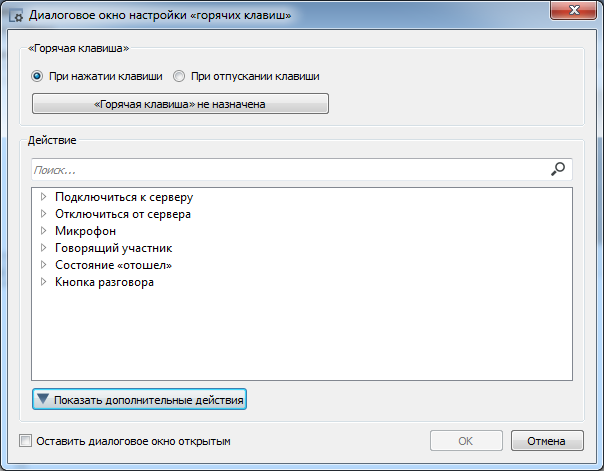 Диалоговое окно настройки «горячих клавиш»
«Горячая клавиша»
При нажатии клавиши При отпускании клавиши
«Горячая клавиша» не назначена
Действие
Поиск...
Подключиться к серверу
Отключиться от сервера
Микрофон
Говорящий участник
Состояние «отошел»
Кнопка разговора
Показать дополнительные действия
Оставить диалоговое окно открытым OK Отмена